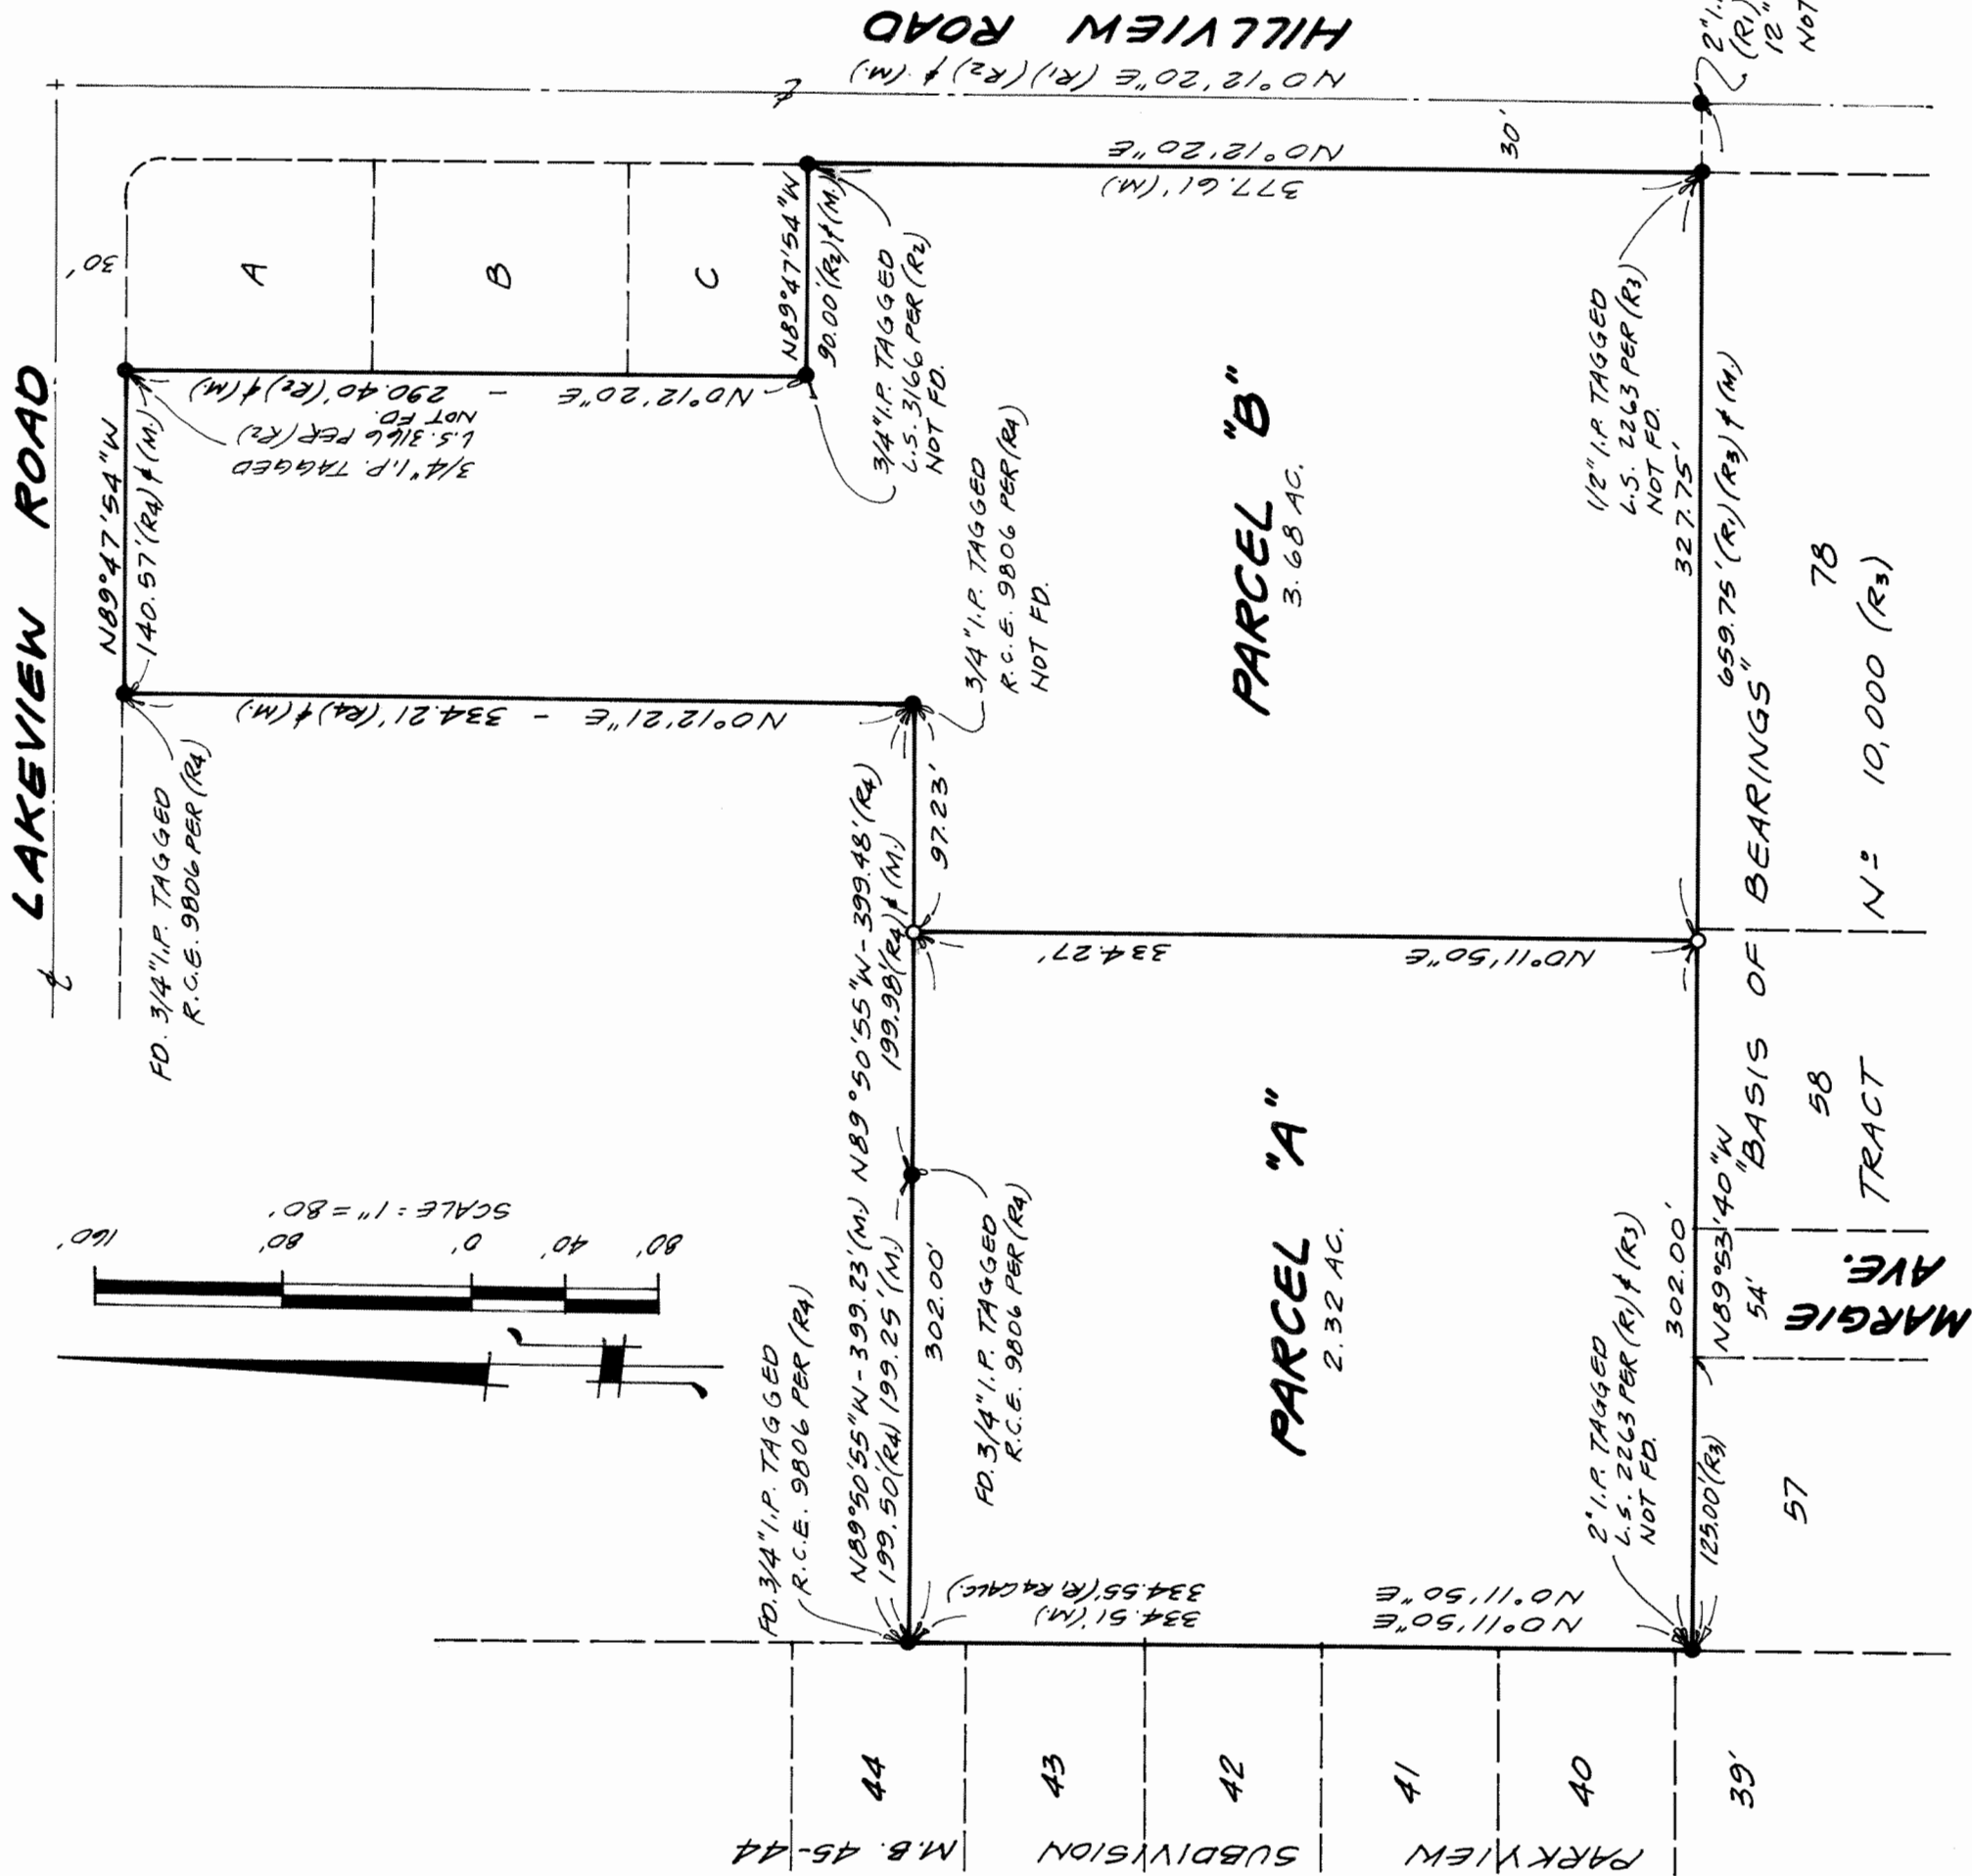 LAKEVIEW ROAD
HILLVIEW ROAD
N0°12'20"E (R1)(R2) & (M.)
30'
A
B
C
N89°47'54"W
140.57'(R4) & (M.)
N0°12'20"E - 290.40'(R2) & (M.)
3/4" I.P. TAGGED
L.S. 3166 PER (R2)
NOT FD.
N89°47'54"W
90.00'(R2) & (M.)
3/4" I.P. TAGGED
L.S. 3166 PER (R2)
NOT FD.
N0°12'20"E
377.61'(M.)
30'
2" I.
(R1)
12"
NOT
FD. 3/4" I.P. TAGGED
R.C.E. 9806 PER (R4)
N0°12'21"E - 334.21'(R4) & (M.)
3/4" I.P. TAGGED
R.C.E. 9806 PER (R4)
NOT FD.
SCALE: 1"=80'
80' 40' 0' 80' 160'
FD. 3/4" I.P. TAGGED
R.C.E. 9806 PER (R4)
N89°50'55"W-399.23'(M.) N89°50'55"W-399.48'(R4)
199.50'(R4) 199.25'(M.)
199.98'(R4) & (M.)
302.00'
97.23'
FD. 3/4" I.P. TAGGED
R.C.E. 9806 PER (R4)
PARCEL "A"
2.32 AC.
PARCEL "B"
3.68 AC.
334.27'
N0°11'50"E
334.51'(M.)
334.55'(R1, R4 CALC.)
N0°11'50"E
N0°11'50"E
2" I.P. TAGGED
L.S. 2263 PER (R1) & (R3)
NOT FD.
1/2" I.P. TAGGED
L.S. 2263 PER (R3)
NOT FD.
302.00'
327.75'
125.00'(R3)
N89°53'40"W
659.75'(R1)(R3) & (M.)
"BASIS OF BEARINGS"
54'
MARGIE
AVE.
57
58
78
TRACT Nº 10,000 (R3)
44
43
42
41
40
39'
PARKVIEW SUBDIVISION M.B. 45-44